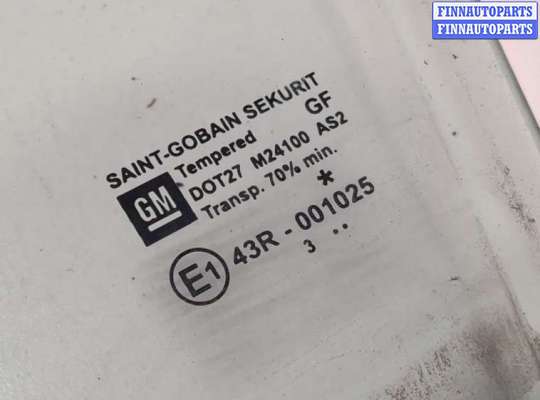 FINNAUTOPARTS
FINNAUTOPARTS
SAINT-GOBAIN SEKURIT
Tempered GF
GM
DOT27 M24100 AS2
Transp. 70% min.
*
E1 43R - 001025
3 ..